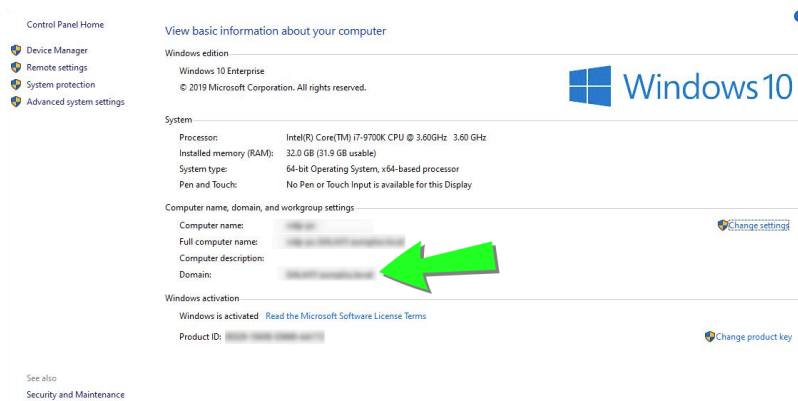 Control Panel Home
Device Manager
Remote settings
System protection
Advanced system settings
View basic information about your computer
Windows edition
Windows 10 Enterprise
© 2019 Microsoft Corporation. All rights reserved.
Windows 10
System
Processor: Intel(R) Core(TM) i7-9700K CPU @ 3.60GHz 3.60 GHz
Installed memory (RAM): 32.0 GB (31.9 GB usable)
System type: 64-bit Operating System, x64-based processor
Pen and Touch: No Pen or Touch Input is available for this Display
Computer name, domain, and workgroup settings
Computer name:
Change settings
Full computer name:
Computer description:
Domain:
Windows activation
Windows is activated Read the Microsoft Software License Terms
Product ID:
Change product key
See also
Security and Maintenance